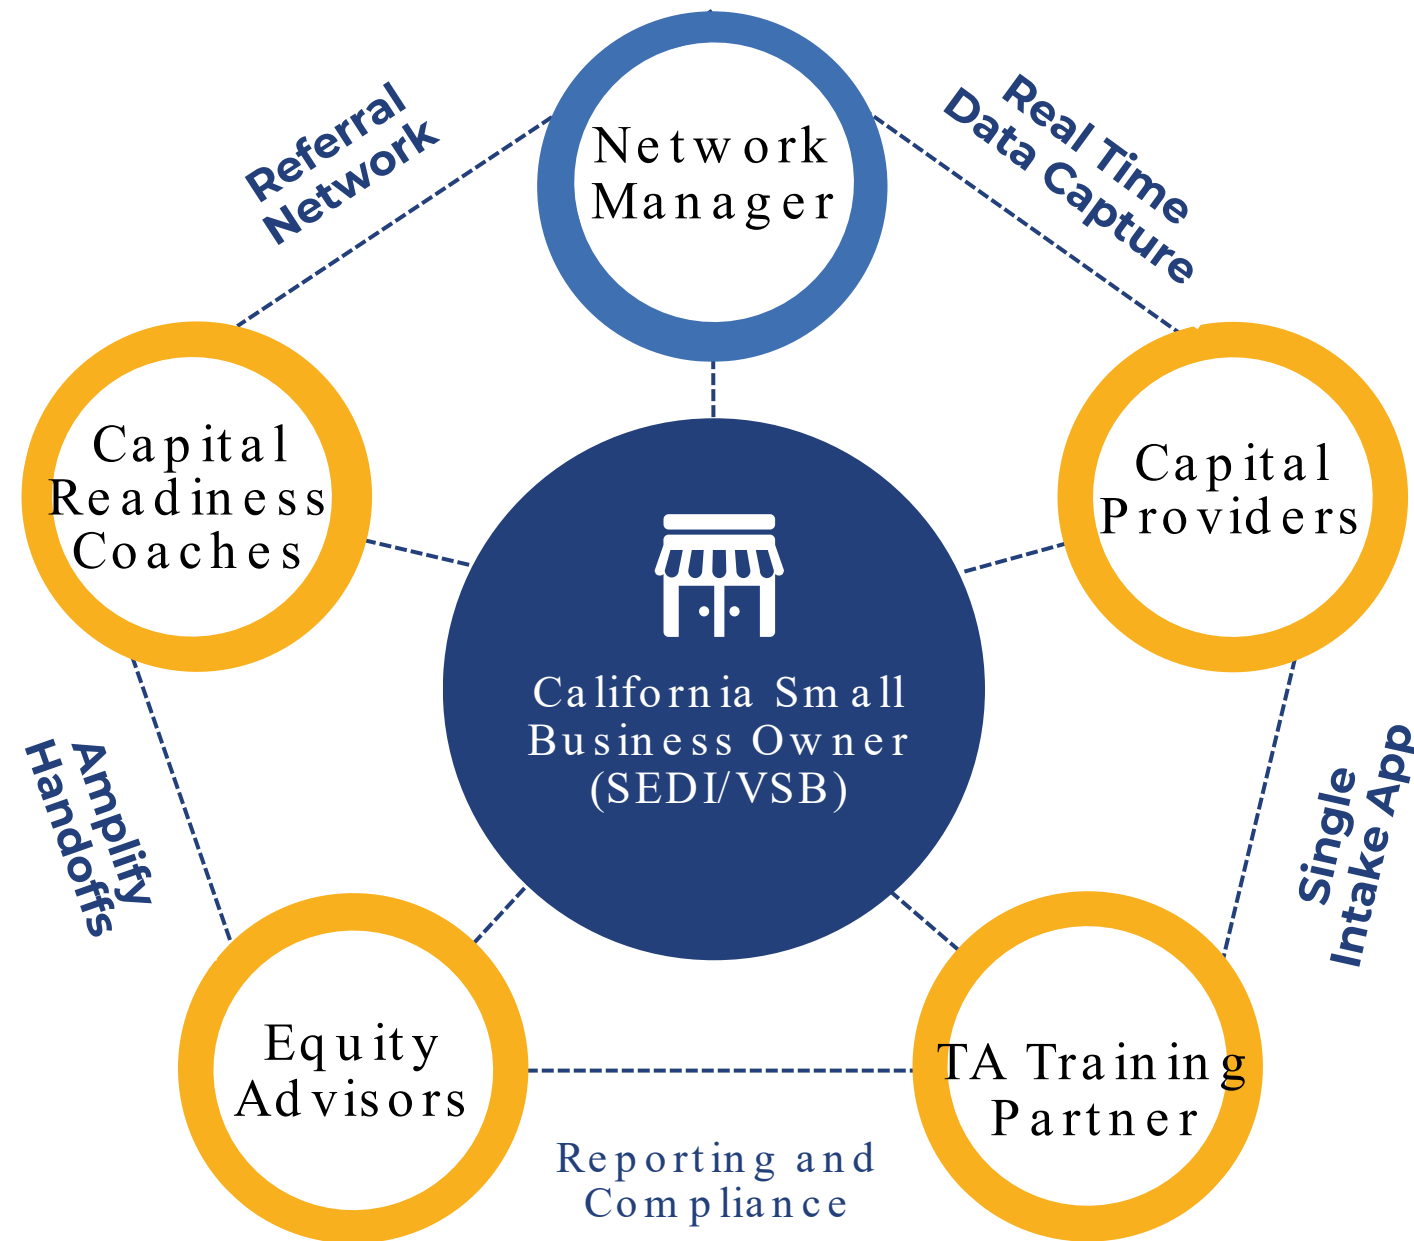 Network
Manager
Referral
Network
Real Time
Data Capture
Capital
Readiness
Coaches
Capital
Providers
California Small
Business Owner
(SEDI/VSB)
Amplify
Handoffs
Single
Intake App
Equity
Advisors
TA Training
Partner
Reporting and
Compliance